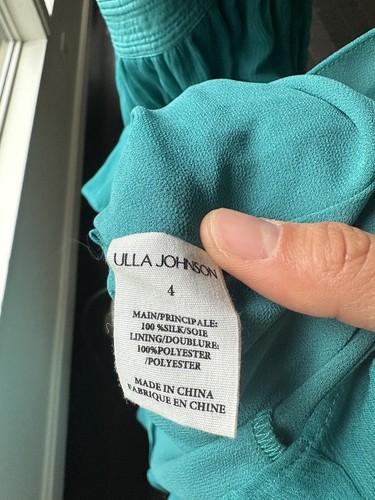 ULLA JOHNSON
4
MAIN/PRINCIPALE:
100 %SILK/SOIE
LINING/DOUBLURE:
100%POLYESTER
/POLYESTER
MADE IN CHINA
FABRIQUE EN CHINE